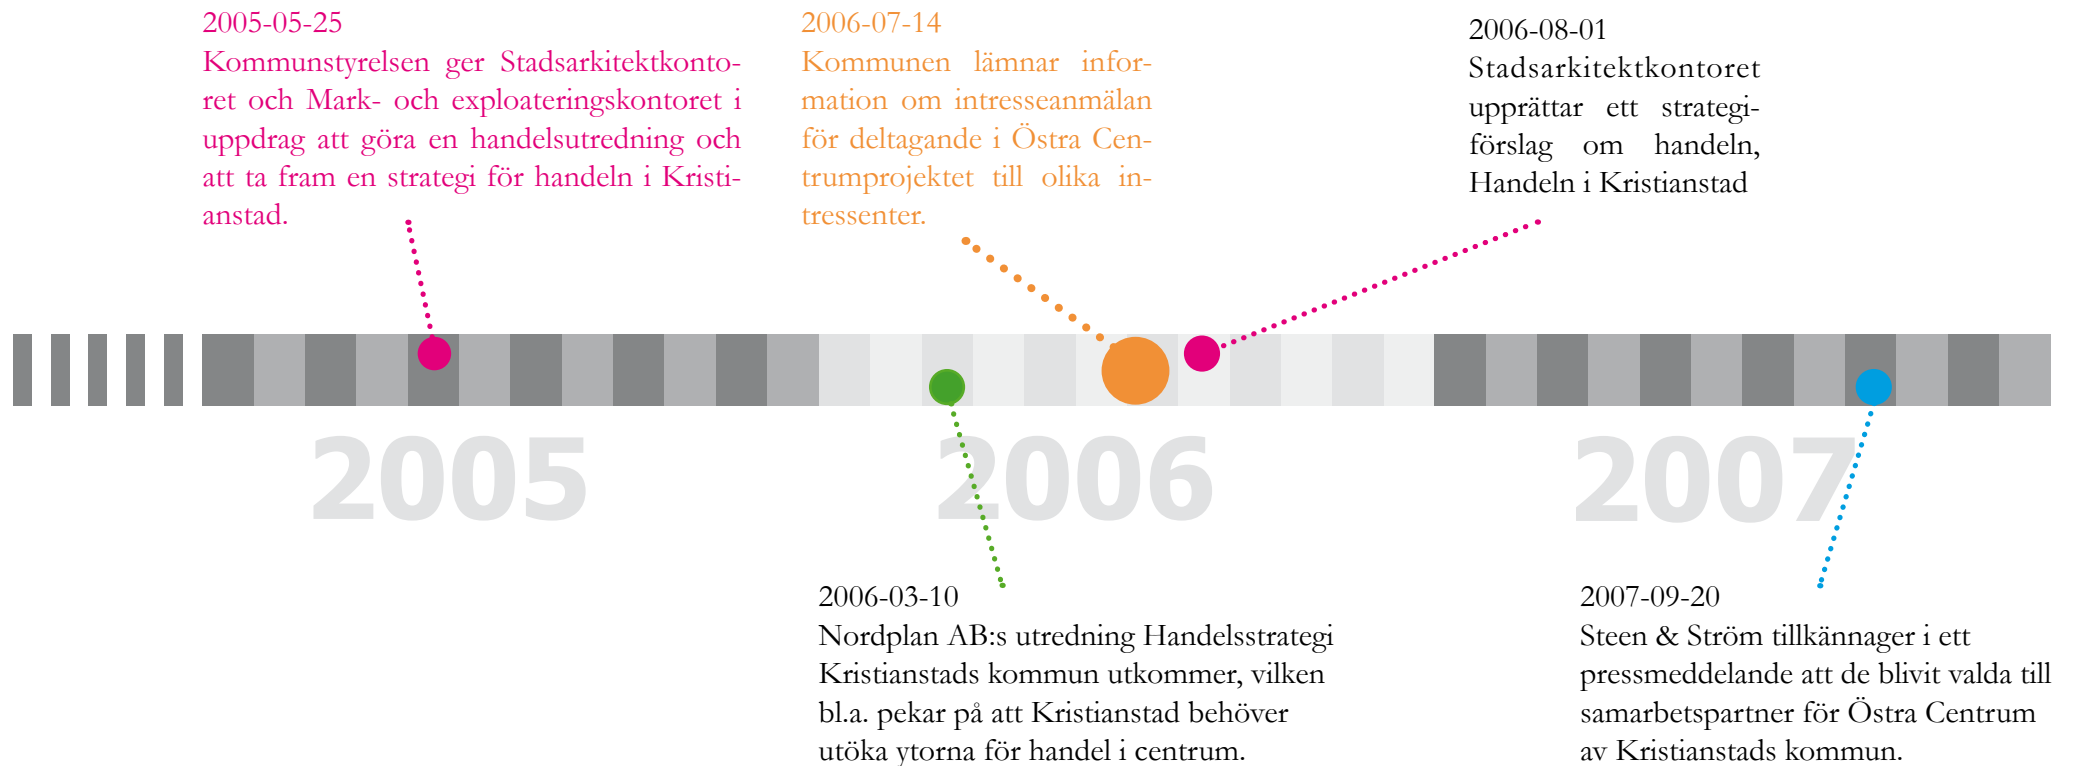 2005-05-25
Kommunstyrelsen ger Stadsarkitektkonto-
ret och Mark- och exploateringskontoret i
uppdrag att göra en handelsutredning och
att ta fram en strategi för handeln i Kristi-
anstad.
2006-07-14
Kommunen lämnar infor-
mation om intresseanmälan
för deltagande i Östra Cen-
trumprojektet till olika in-
tressenter.
2006-08-01
Stadsarkitektkontoret
upprättar ett strategi-
förslag om handeln,
Handeln i Kristianstad
2005
2006
2007
2006-03-10
Nordplan AB:s utredning Handelsstrategi
Kristianstads kommun utkommer, vilken
bl.a. pekar på att Kristianstad behöver
utöka ytorna för handel i centrum.
2007-09-20
Steen & Ström tillkännager i ett
pressmeddelande att de blivit valda till
samarbetspartner för Östra Centrum
av Kristianstads kommun.